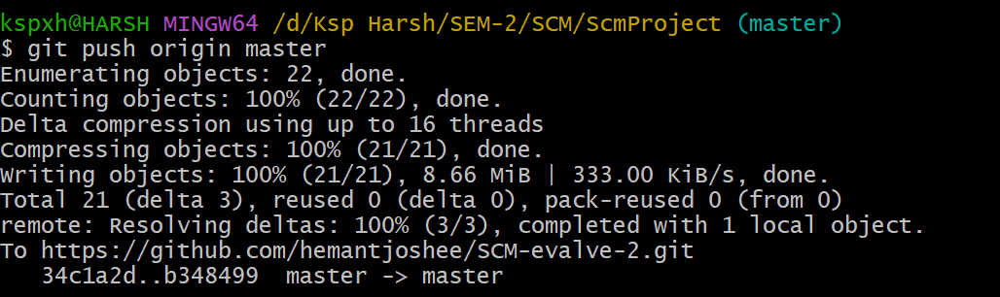 kspxh@HARSH MINGW64 /d/Ksp Harsh/SEM-2/SCM/ScmProject (master)
$ git push origin master
Enumerating objects: 22, done.
Counting objects: 100% (22/22), done.
Delta compression using up to 16 threads
Compressing objects: 100% (21/21), done.
Writing objects: 100% (21/21), 8.66 MiB | 333.00 KiB/s, done.
Total 21 (delta 3), reused 0 (delta 0), pack-reused 0 (from 0)
remote: Resolving deltas: 100% (3/3), completed with 1 local object.
To https://github.com/hemantjoshee/SCM-evalve-2.git
   34c1a2d..b348499  master -> master